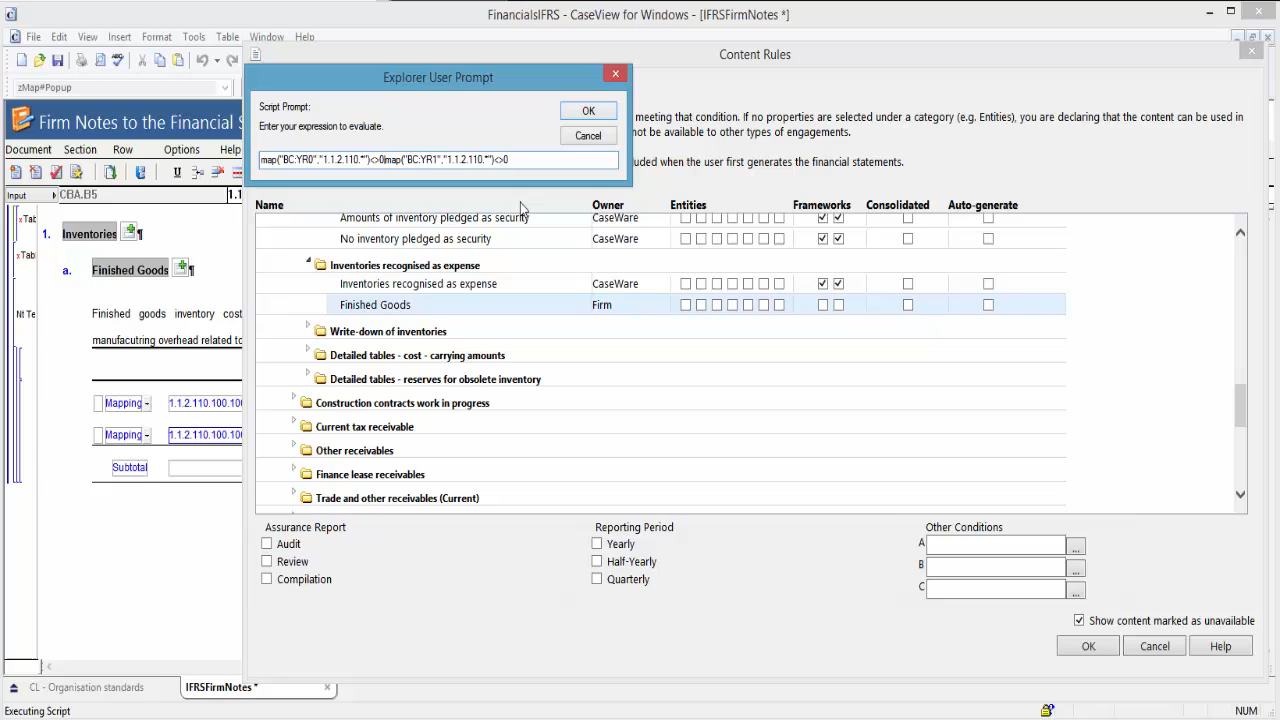 FinancialsIFRS - CaseView for Windows - [IFRSFirmNotes *]
File Edit View Insert Format Tools Table Window Help
Content Rules
zMap#Popup
Explorer User Prompt
Script Prompt:
Enter your expression to evaluate.
OK
Cancel
map("BC:YR0","1.1.2.110.*")<>0|map("BC:YR1","1.1.2.110.*")<>0
meeting that condition. If no properties are selected under a category (e.g. Entities), you are declaring that the content can be used in
not be available to other types of engagements.
cluded when the user first generates the financial statements.
Firm Notes to the Financial S
Document Section Row Options Help
Input CBA.B5 1.1
Name Owner Entities Frameworks Consolidated Auto-generate
Amounts of inventory pledged as security CaseWare
No inventory pledged as security CaseWare
Inventories recognised as expense
Inventories recognised as expense CaseWare
Finished Goods Firm
Write-down of inventories
Detailed tables - cost - carrying amounts
Detailed tables - reserves for obsolete inventory
Construction contracts work in progress
Current tax receivable
Other receivables
Finance lease receivables
Trade and other receivables (Current)
x Tab
1. Inventories ¶
x Tab
a. Finished Goods ¶
Nt Te
Finished goods inventory cost
manufacutring overhead related to
Mapping 1.1.2.110.100.10
Mapping 1.1.2.110.100.10
Subtotal
Assurance Report
Audit
Review
Compilation
Reporting Period
Yearly
Half-Yearly
Quarterly
Other Conditions
A ...
B ...
C ...
Show content marked as unavailable
OK Cancel Help
CL - Organisation standards IFRSFirmNotes * ×
Executing Script NUM